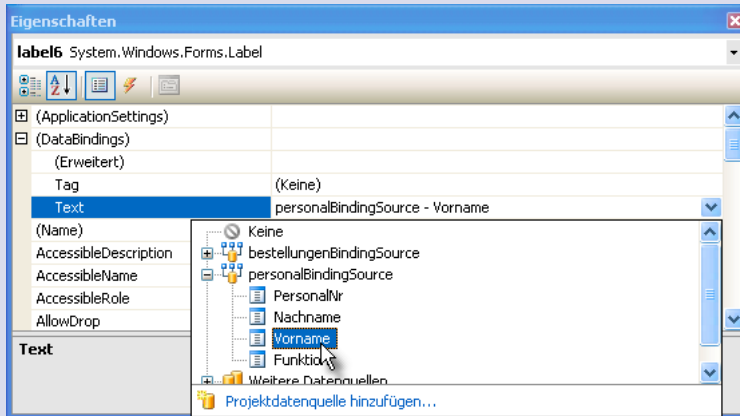 Eigenschaften
label6 System.Windows.Forms.Label
(ApplicationSettings)
(DataBindings)
(Erweitert)
Tag (Keine)
Text personalBindingSource - Vorname
(Name) Keine
AccessibleDescription bestellungenBindingSource
AccessibleName personalBindingSource
AccessibleRole PersonalNr
AllowDrop Nachname
Text Vorname
Funktion
Weitere Datenquellen
Projektdatenquelle hinzufügen...